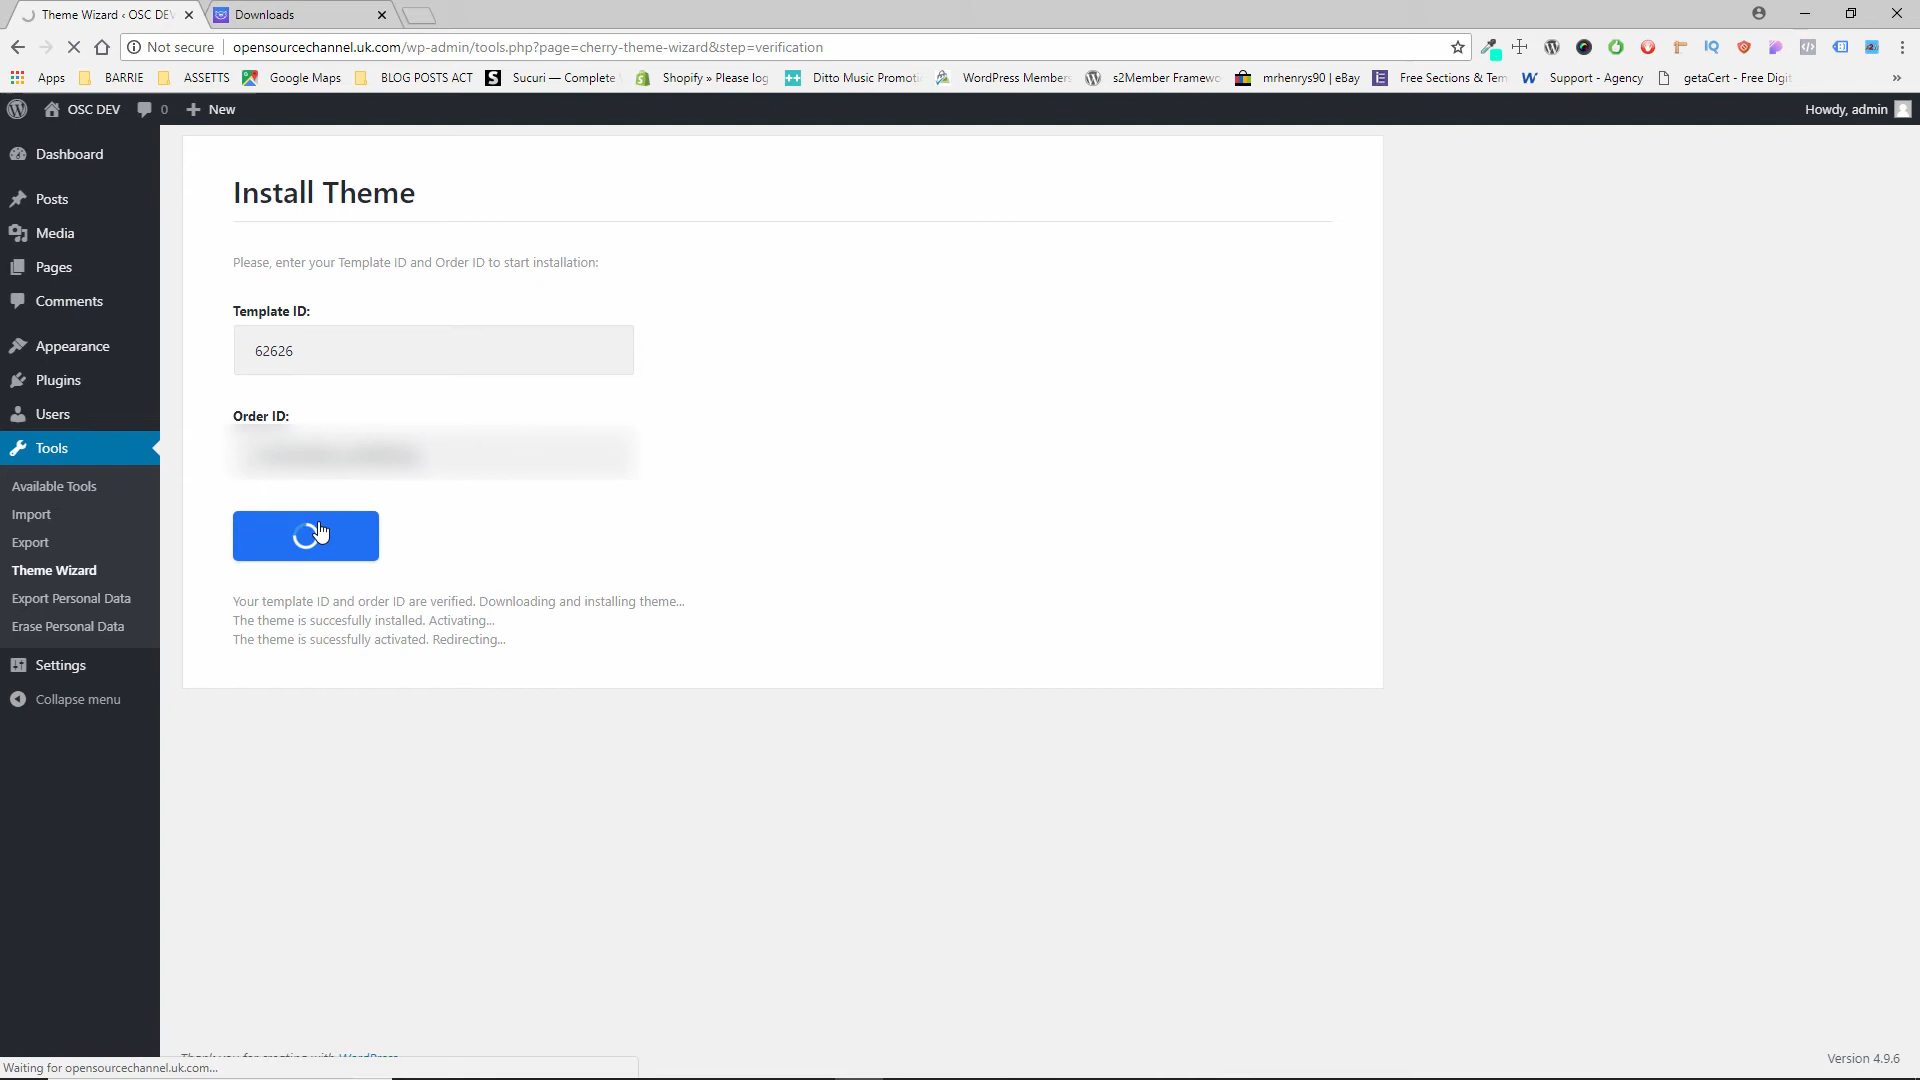 Theme Wizard ‹ OSC DEV
Downloads
Not secure
opensourcechannel.uk.com/wp-admin/tools.php?page=cherry-theme-wizard&step=verification
Apps
BARRIE
ASSETTS
Google Maps
BLOG POSTS ACT
Sucuri — Complete
Shopify » Please log
Ditto Music Promoti
WordPress Members
s2Member Framewo
mrhenrys90 | eBay
Free Sections & Tem
Support - Agency
getaCert - Free Digit
»
OSC DEV
0
New
Howdy, admin
Dashboard
Posts
Media
Pages
Comments
Appearance
Plugins
Users
Tools
Available Tools
Import
Export
Theme Wizard
Export Personal Data
Erase Personal Data
Settings
Collapse menu
Install Theme
Please, enter your Template ID and Order ID to start installation:
Template ID:
62626
Order ID:
Your template ID and order ID are verified. Downloading and installing theme...
The theme is succesfully installed. Activating...
The theme is sucessfully activated. Redirecting...
Thank you for creating with WordPress
Version 4.9.6
Waiting for opensourcechannel.uk.com...